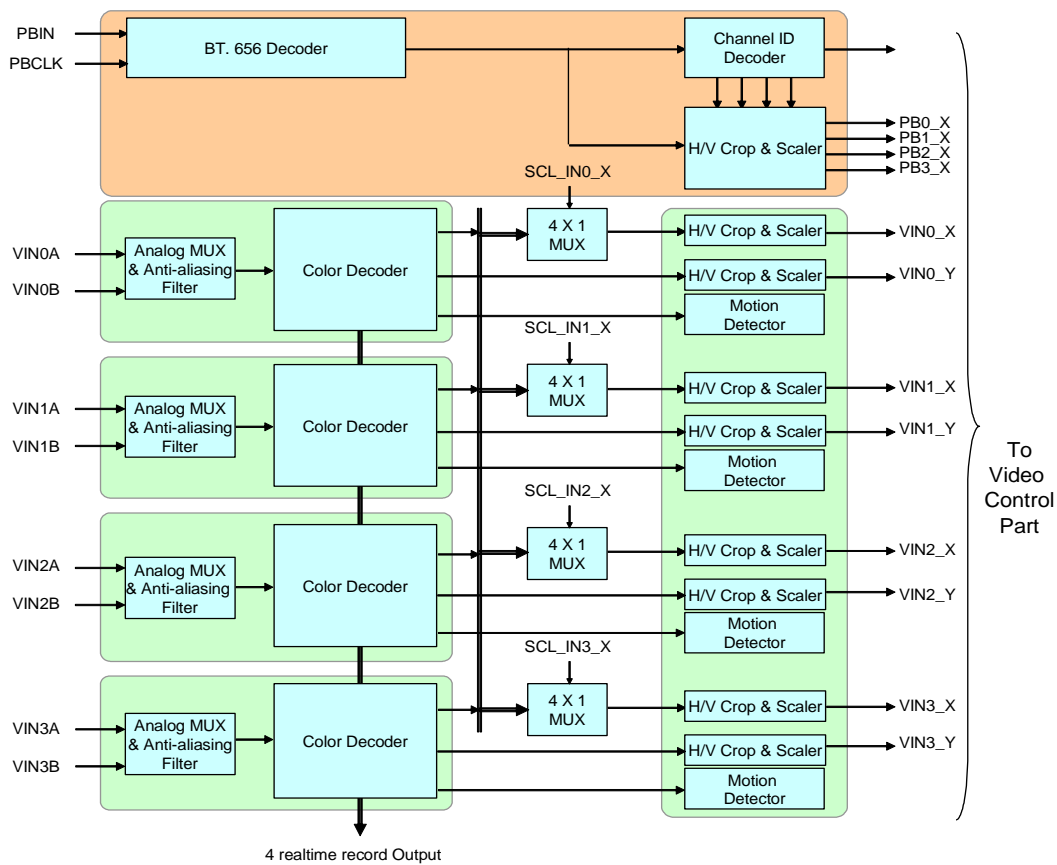 PBIN
PBCLK
BT. 656 Decoder
Channel ID
Decoder
H/V Crop & Scaler
PB0_X
PB1_X
PB2_X
PB3_X
SCL_IN0_X
VIN0A
VIN0B
Analog MUX
& Anti-aliasing
Filter
Color Decoder
4 X 1
MUX
H/V Crop & Scaler
VIN0_X
H/V Crop & Scaler
VIN0_Y
Motion
Detector
SCL_IN1_X
VIN1A
VIN1B
Analog MUX
& Anti-aliasing
Filter
Color Decoder
4 X 1
MUX
H/V Crop & Scaler
VIN1_X
H/V Crop & Scaler
VIN1_Y
Motion
Detector
To
Video
Control
Part
SCL_IN2_X
VIN2A
VIN2B
Analog MUX
& Anti-aliasing
Filter
Color Decoder
4 X 1
MUX
H/V Crop & Scaler
VIN2_X
H/V Crop & Scaler
VIN2_Y
Motion
Detector
SCL_IN3_X
VIN3A
VIN3B
Analog MUX
& Anti-aliasing
Filter
Color Decoder
4 X 1
MUX
H/V Crop & Scaler
VIN3_X
H/V Crop & Scaler
VIN3_Y
Motion
Detector
4 realtime record Output